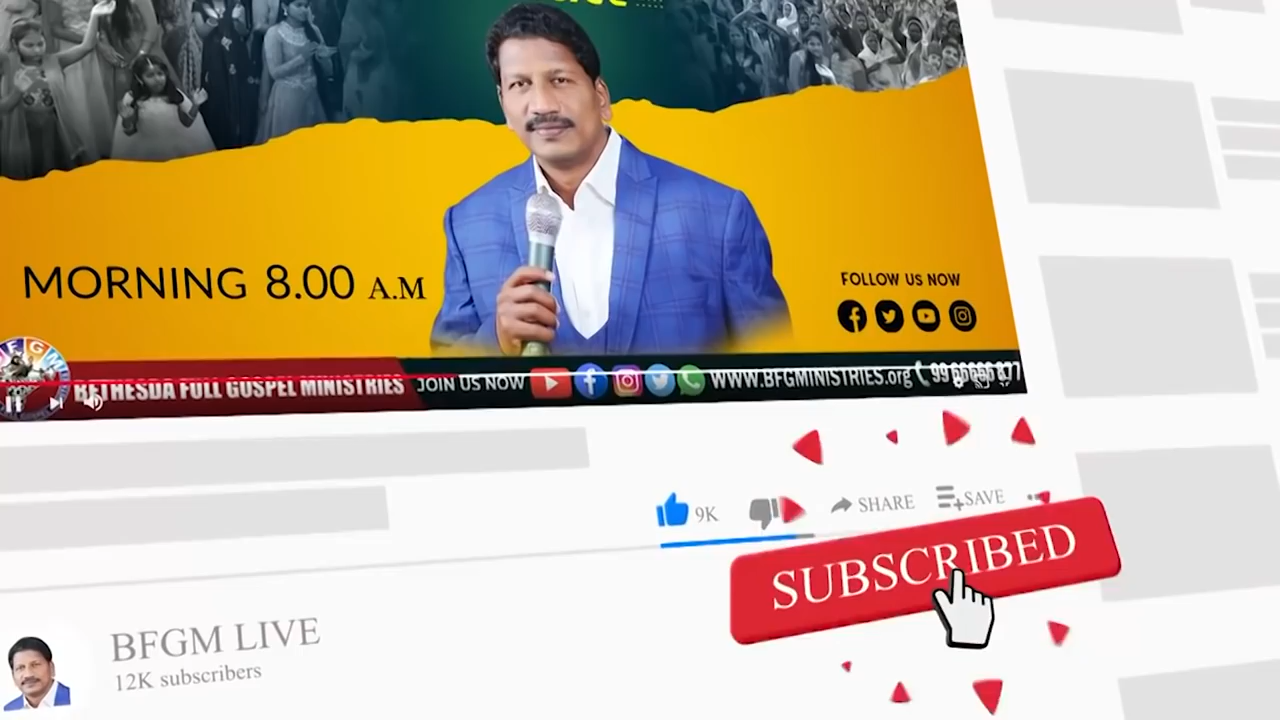 MORNING 8.00 A.M
FOLLOW US NOW
BFGM
BETHESDA FULL GOSPEL MINISTRIES
JOIN US NOW
WWW.BFGMINISTRIES.org
9K
SHARE
SAVE
SUBSCRIBED
BFGM LIVE
12K subscribers